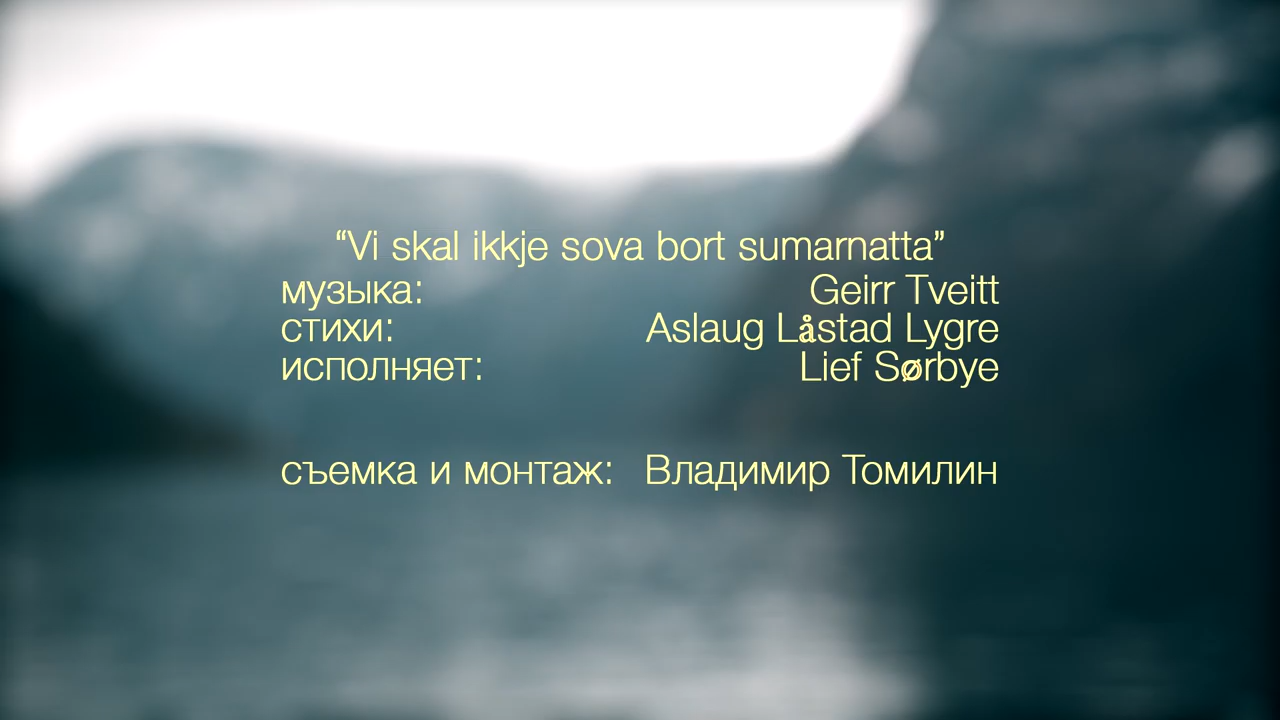 “Vi skal ikkje sova bort sumarnatta”
музыка: Geirr Tveitt
стихи: Aslaug Låstad Lygre
исполняет: Lief Sørbye
съемка и монтаж: Владимир Томилин